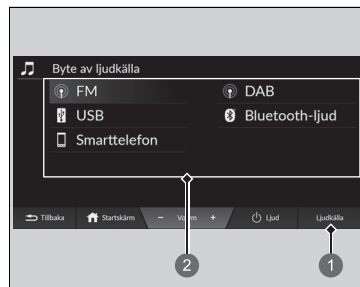 Byte av ljudkälla
FM
DAB
USB
Bluetooth-ljud
Smarttelefon
Tillbaka Startskärm - + Ljud Ljudkälla
2
1